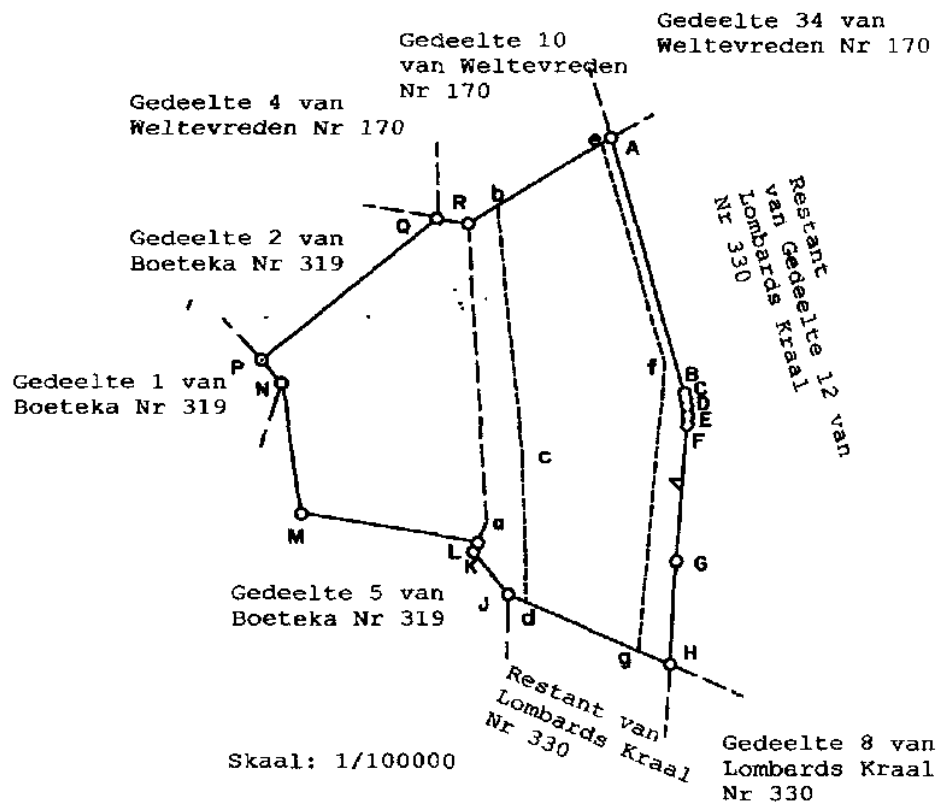 Gedeelte 34 van
Weltevreden Nr 170
Gedeelte 10
van Weltevreden
Nr 170
Gedeelte 4 van
Weltevreden Nr 170
e
A
b
R
Q
Restant
van Gedeelte 12 van
Lombards Kraal
Nr 330
Gedeelte 2 van
Boeteka Nr 319
P
N
f
B
C
D
E
F
Gedeelte 1 van
Boeteka Nr 319
c
M
a
L
K
G
Gedeelte 5 van
Boeteka Nr 319
J
d
g
H
Restant van
Lombards Kraal
Nr 330
Skaal: 1/100000
Gedeelte 8 van
Lombards Kraal
Nr 330